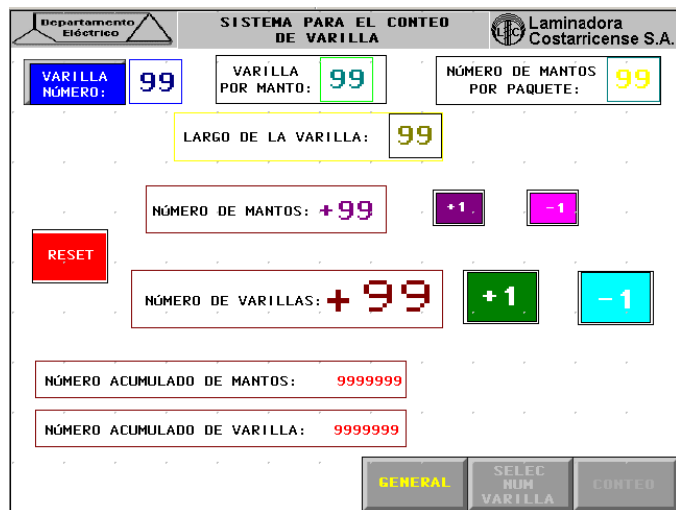 Departamento
Eléctrico
SISTEMA PARA EL CONTEO
DE VARILLA
LC
Laminadora
Costarricense S.A.
VARILLA
NÚMERO:
99
VARILLA
POR MANTO:
99
NÚMERO DE MANTOS
POR PAQUETE:
99
LARGO DE LA VARILLA:
99
NÚMERO DE MANTOS:
+99
+1
-1
RESET
NÚMERO DE VARILLAS:
+99
+1
-1
NÚMERO ACUMULADO DE MANTOS:
9999999
NÚMERO ACUMULADO DE VARILLA:
9999999
GENERAL
SELEC
NUM
VARILLA
CONTEO